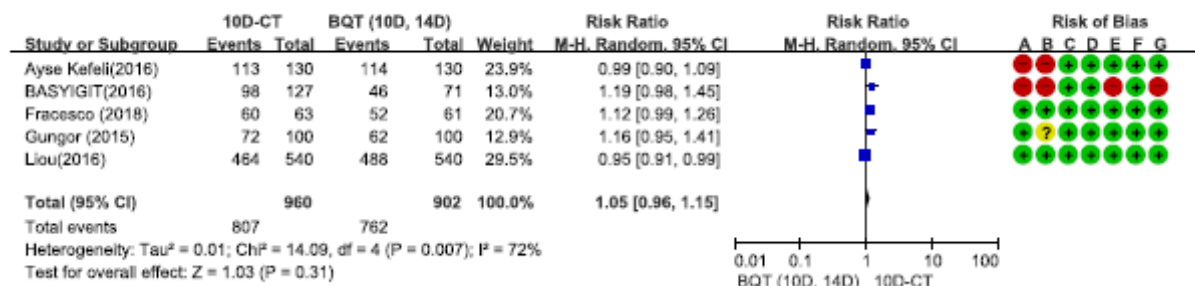 10D-CT BQT (10D, 14D) Risk Ratio Risk Ratio Risk of Bias
Study or Subgroup Events Total Events Total Weight M-H. Random. 95% CI M-H. Random. 95% CI A B C D E F G
Ayse Kefeli(2016) 113 130 114 130 23.9% 0.99 [0.90, 1.09] - - + + + + +
BASYIGIT(2016) 98 127 46 71 13.0% 1.19 [0.98, 1.45] - - + + - + -
Fracesco (2018) 60 63 52 61 20.7% 1.12 [0.99, 1.26] + + + + + + +
Gungor (2015) 72 100 62 100 12.9% 1.16 [0.95, 1.41] + ? + + + + +
Liou(2016) 464 540 488 540 29.5% 0.95 [0.91, 0.99] + + + + + + +
Total (95% CI) 960 902 100.0% 1.05 [0.96, 1.15]
Total events 807 762
Heterogeneity: Tau² = 0.01; Chi² = 14.09, df = 4 (P = 0.007); I² = 72%
Test for overall effect: Z = 1.03 (P = 0.31)
0.01 0.1 1 10 100
BQT (10D, 14D) 10D-CT